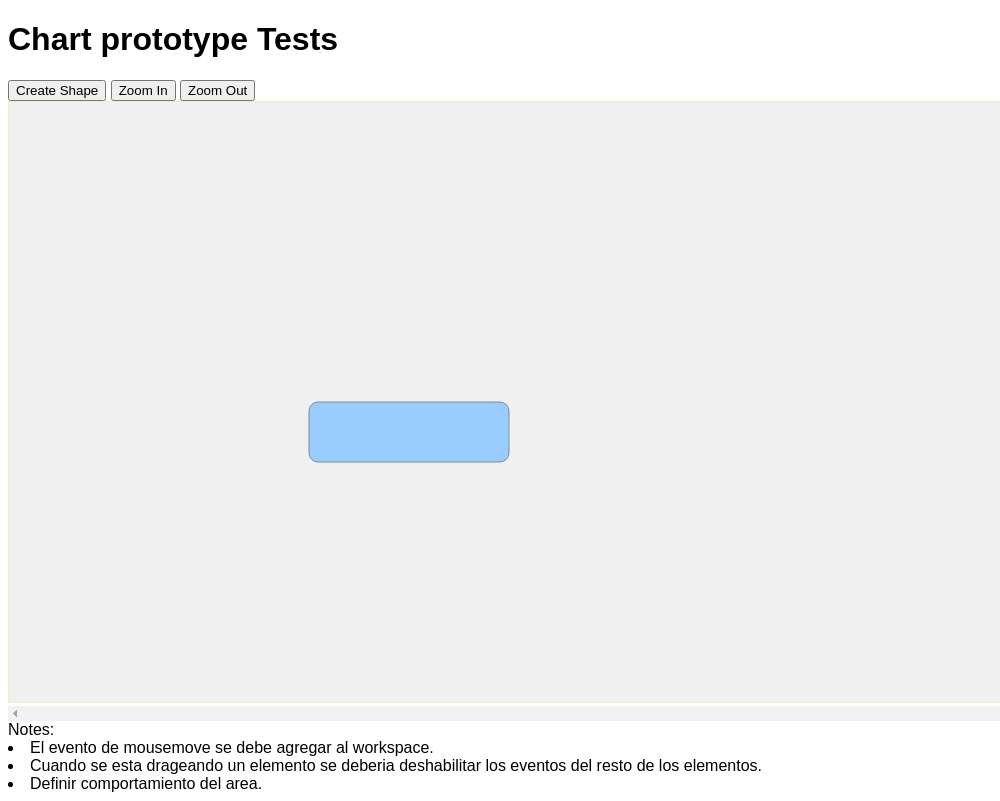 Chart prototype Tests
Create Shape Zoom In Zoom Out
Notes:
El evento de mousemove se debe agregar al workspace.
Cuando se esta drageando un elemento se deberia deshabilitar los eventos del resto de los elementos.
Definir comportamiento del area.